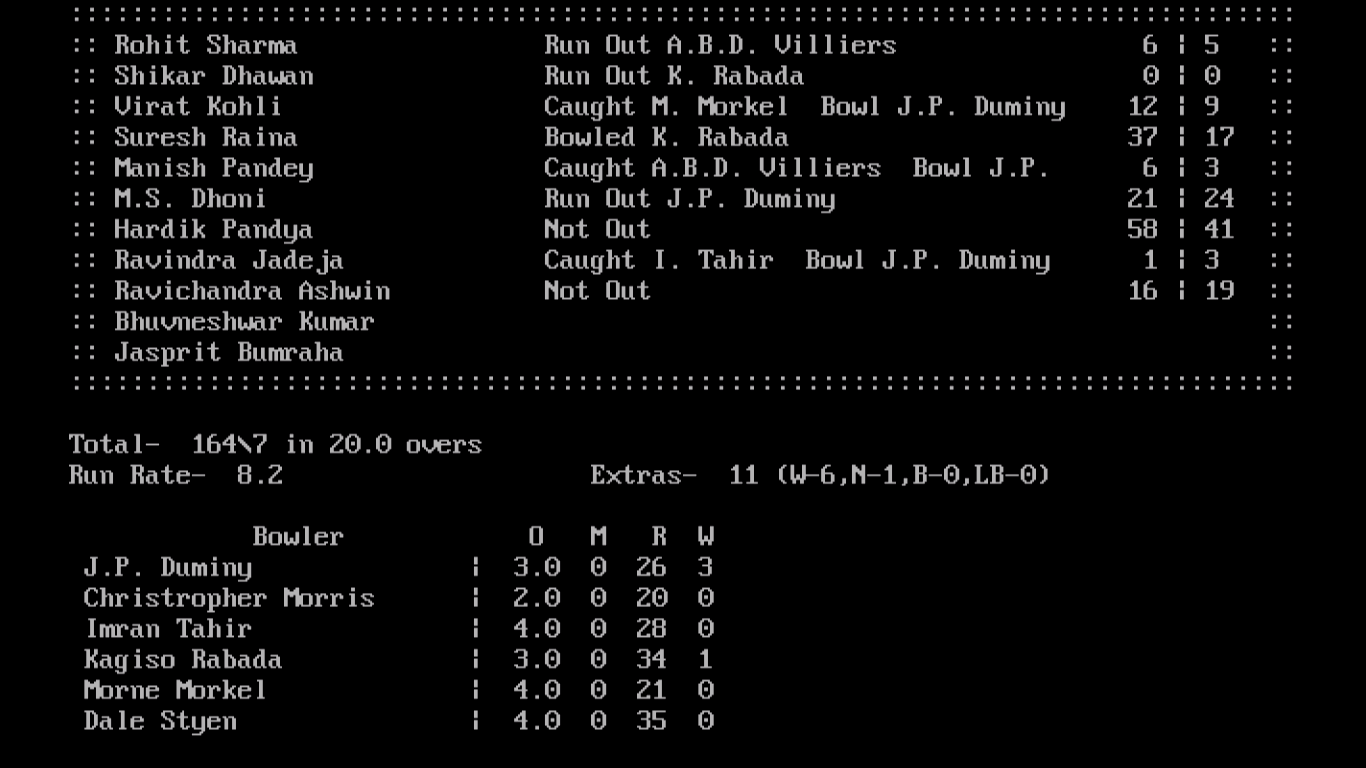 :::::::::::::::::::::::::::::::::::::::::::::::::::::::::::::::::::::::::::::::
:: Rohit Sharma Run Out A.B.D. Villiers 6 ¦ 5 ::
:: Shikar Dhawan Run Out K. Rabada 0 ¦ 0 ::
:: Virat Kohli Caught M. Morkel Bowl J.P. Duminy 12 ¦ 9 ::
:: Suresh Raina Bowled K. Rabada 37 ¦ 17 ::
:: Manish Pandey Caught A.B.D. Villiers Bowl J.P. 6 ¦ 3 ::
:: M.S. Dhoni Run Out J.P. Duminy 21 ¦ 24 ::
:: Hardik Pandya Not Out 58 ¦ 41 ::
:: Ravindra Jadeja Caught I. Tahir Bowl J.P. Duminy 1 ¦ 3 ::
:: Ravichandra Ashwin Not Out 16 ¦ 19 ::
:: Bhuvneshwar Kumar ::
:: Jasprit Bumraha ::
:::::::::::::::::::::::::::::::::::::::::::::::::::::::::::::::::::::::::::::::
Total- 164\7 in 20.0 overs
Run Rate- 8.2 Extras- 11 (W-6,N-1,B-0,LB-0)
Bowler O M R W
J.P. Duminy ¦ 3.0 0 26 3
Christropher Morris ¦ 2.0 0 20 0
Imran Tahir ¦ 4.0 0 28 0
Kagiso Rabada ¦ 3.0 0 34 1
Morne Morkel ¦ 4.0 0 21 0
Dale Styen ¦ 4.0 0 35 0